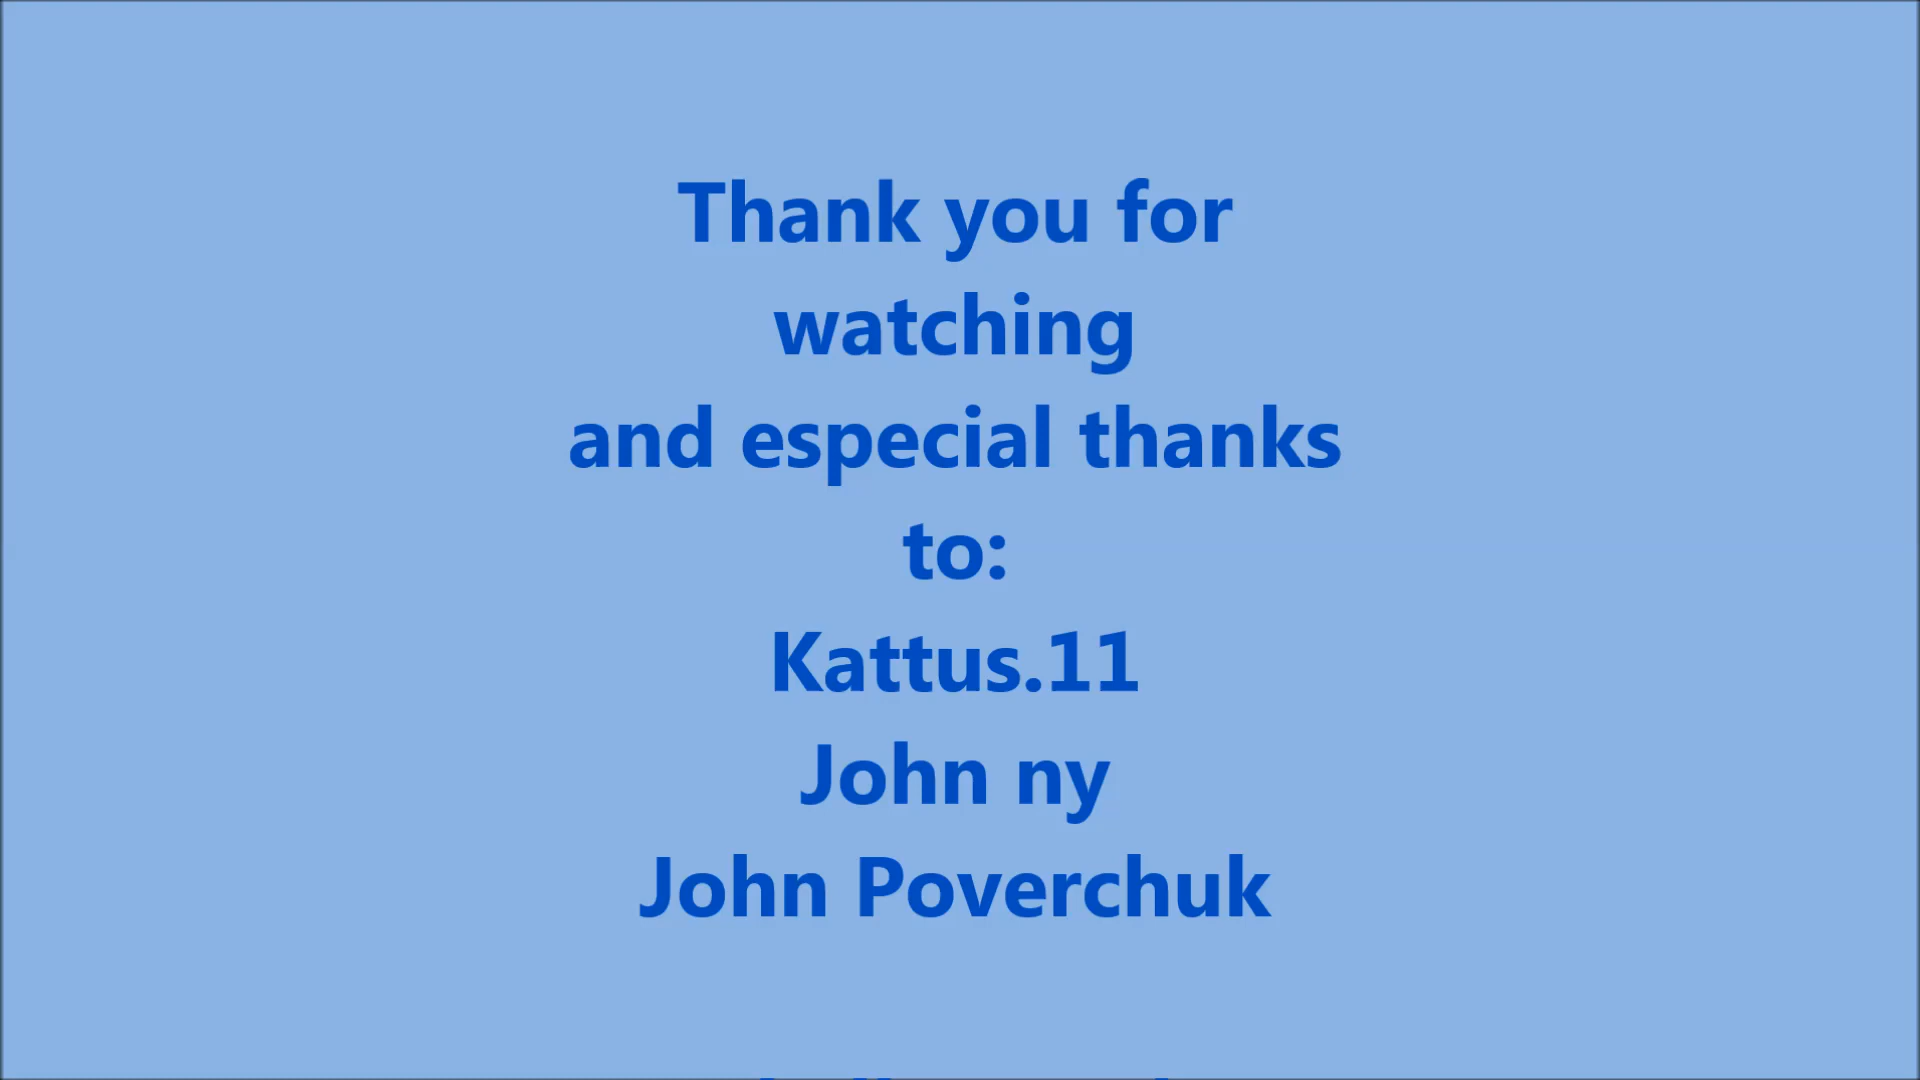 Thank you for
watching
and especial thanks
to:
Kattus.11
John ny
John Poverchuk